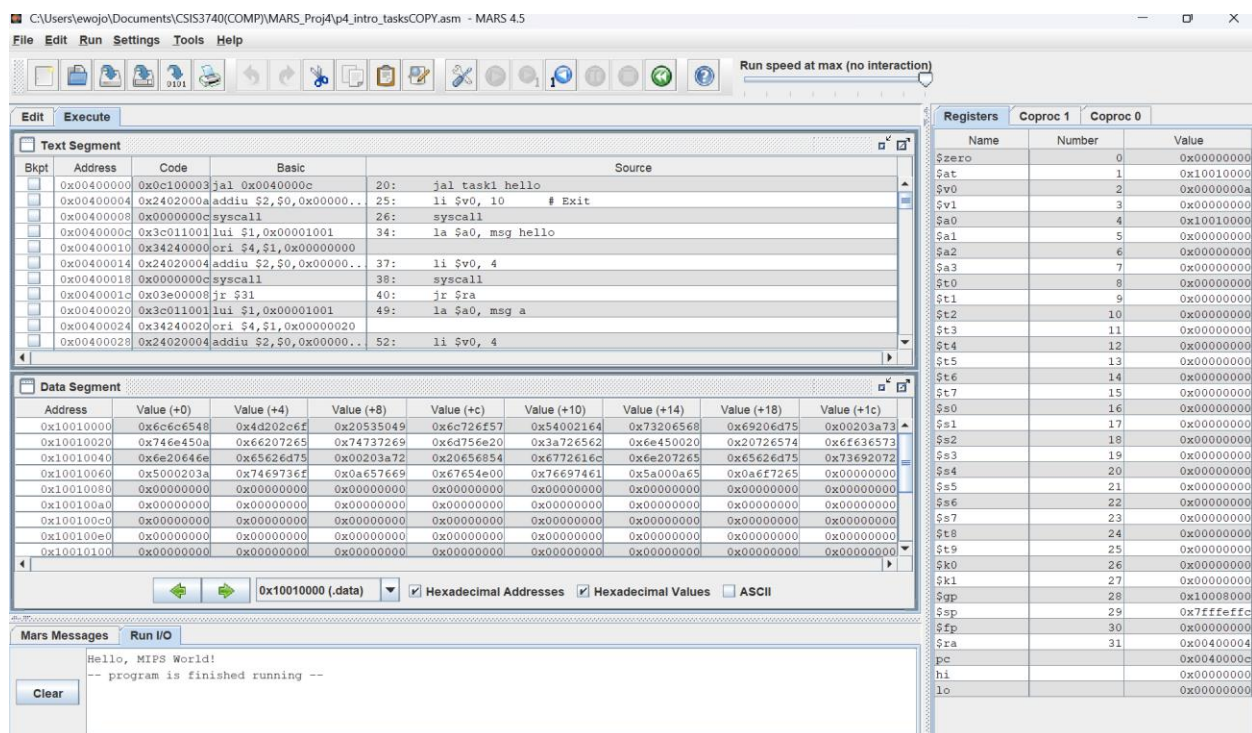 C:\Users\ewojo\Documents\CSIS3740(COMP)\MARS_Proj4\p4_intro_tasksCOPY.asm - MARS 4.5
File Edit Run Settings Tools Help
Run speed at max (no interaction)
Edit Execute
Text Segment
Bkpt Address Code Basic Source
0x00400000 0x0c100003 jal 0x0040000c 20: jal task1_hello
0x00400004 0x2402000a addiu $2,$0,0x00000... 25: li $v0, 10 # Exit
0x00400008 0x0000000c syscall 26: syscall
0x0040000c 0x3c011001 lui $1,0x00001001 34: la $a0, msg_hello
0x00400010 0x34240000 ori $4,$1,0x00000000
0x00400014 0x24020004 addiu $2,$0,0x00000... 37: li $v0, 4
0x00400018 0x0000000c syscall 38: syscall
0x0040001c 0x03e00008 jr $31 40: jr $ra
0x00400020 0x3c011001 lui $1,0x00001001 49: la $a0, msg_a
0x00400024 0x34240020 ori $4,$1,0x00000020
0x00400028 0x24020004 addiu $2,$0,0x00000... 52: li $v0, 4
Data Segment
Address Value (+0) Value (+4) Value (+8) Value (+c) Value (+10) Value (+14) Value (+18) Value (+1c)
0x10010000 0x6c6c6548 0x4d202c6f 0x20535049 0x6c726f57 0x54002164 0x73206568 0x69206d75 0x00203a73
0x10010020 0x746e450a 0x66207265 0x74737269 0x6d756e20 0x3a726562 0x6e450020 0x20726574 0x6f636573
0x10010040 0x6e20646e 0x65626d75 0x00203a72 0x20656854 0x6772616c 0x6e207265 0x65626d75 0x73692072
0x10010060 0x5000203a 0x7469736f 0x0a657669 0x67654e00 0x76697461 0x5a000a65 0x0a6f7265 0x00000000
0x10010080 0x00000000 0x00000000 0x00000000 0x00000000 0x00000000 0x00000000 0x00000000 0x00000000
0x100100a0 0x00000000 0x00000000 0x00000000 0x00000000 0x00000000 0x00000000 0x00000000 0x00000000
0x100100c0 0x00000000 0x00000000 0x00000000 0x00000000 0x00000000 0x00000000 0x00000000 0x00000000
0x100100e0 0x00000000 0x00000000 0x00000000 0x00000000 0x00000000 0x00000000 0x00000000 0x00000000
0x10010100 0x00000000 0x00000000 0x00000000 0x00000000 0x00000000 0x00000000 0x00000000 0x00000000
0x10010000 (.data) Hexadecimal Addresses Hexadecimal Values ASCII
Mars Messages Run I/O
Hello, MIPS World!
-- program is finished running --
Clear
Registers Coproc 1 Coproc 0
Name Number Value
$zero 0 0x00000000
$at 1 0x10010000
$v0 2 0x0000000a
$v1 3 0x00000000
$a0 4 0x10010000
$a1 5 0x00000000
$a2 6 0x00000000
$a3 7 0x00000000
$t0 8 0x00000000
$t1 9 0x00000000
$t2 10 0x00000000
$t3 11 0x00000000
$t4 12 0x00000000
$t5 13 0x00000000
$t6 14 0x00000000
$t7 15 0x00000000
$s0 16 0x00000000
$s1 17 0x00000000
$s2 18 0x00000000
$s3 19 0x00000000
$s4 20 0x00000000
$s5 21 0x00000000
$s6 22 0x00000000
$s7 23 0x00000000
$t8 24 0x00000000
$t9 25 0x00000000
$k0 26 0x00000000
$k1 27 0x00000000
$gp 28 0x10008000
$sp 29 0x7fffeffc
$fp 30 0x00000000
$ra 31 0x00400004
pc 0x0040000c
hi 0x00000000
lo 0x00000000